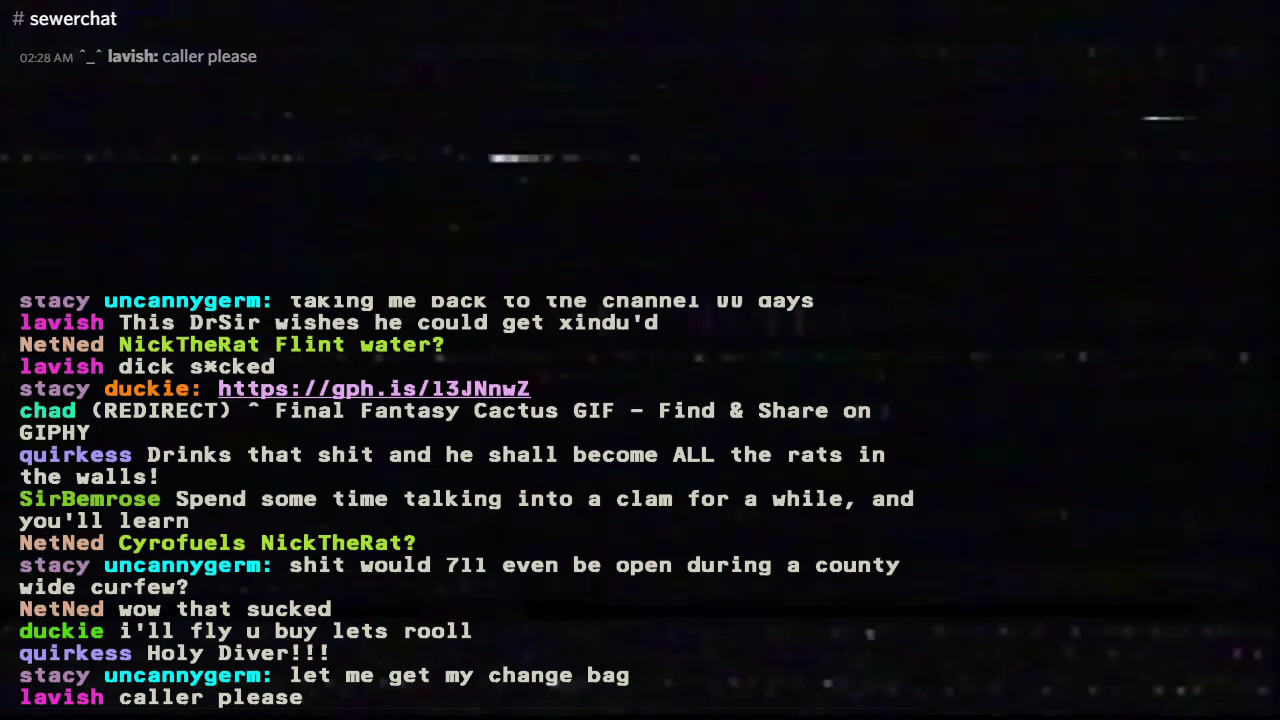 # sewerchat
02:28 AM ^_^ lavish: caller please
stacy uncannygerm: taking me back to the channel 00 days
lavish This DrSir wishes he could get xindu'd
NetNed NickTheRat Flint water?
lavish dick s*cked
stacy duckie: https://gph.is/13JNnwZ
chad (REDIRECT) ^ Final Fantasy Cactus GIF - Find & Share on
GIPHY
quirkess Drinks that shit and he shall become ALL the rats in
the walls!
SirBemrose Spend some time talking into a clam for a while, and
you'll learn
NetNed Cyrofuels NickTheRat?
stacy uncannygerm: shit would 711 even be open during a county
wide curfew?
NetNed wow that sucked
duckie i'll fly u buy lets rooll
quirkess Holy Diver!!!
stacy uncannygerm: let me get my change bag
lavish caller please